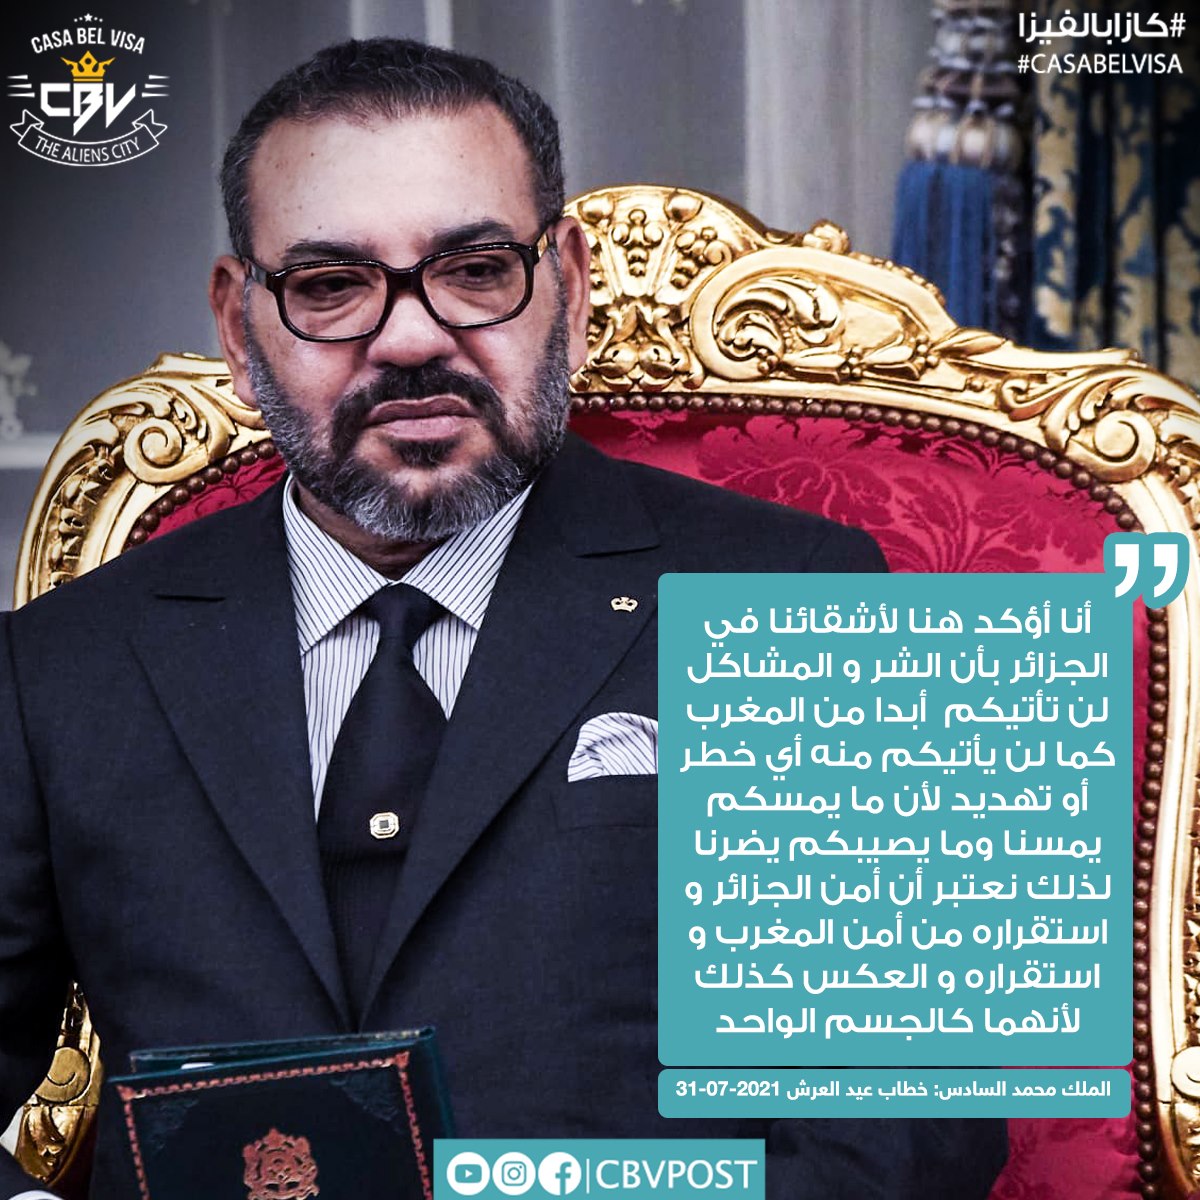 CASA BEL VISA
CBV
THE ALIENS CITY
#كازابالفيزا
#CASABELVISA
أنا أؤكد هنا لأشقائنا في
الجزائر بأن الشر و المشاكل
لن تأتيكم أبدا من المغرب
كما لن يأتيكم منه أي خطر
أو تهديد لأن ما يمسكم
يمسنا وما يصيبكم يضرنا
لذلك نعتبر أن أمن الجزائر و
استقراره من أمن المغرب و
استقراره و العكس كذلك
لأنهما كالجسم الواحد
الملك محمد السادس: خطاب عيد العرش 2021-07-31
CBVPOST